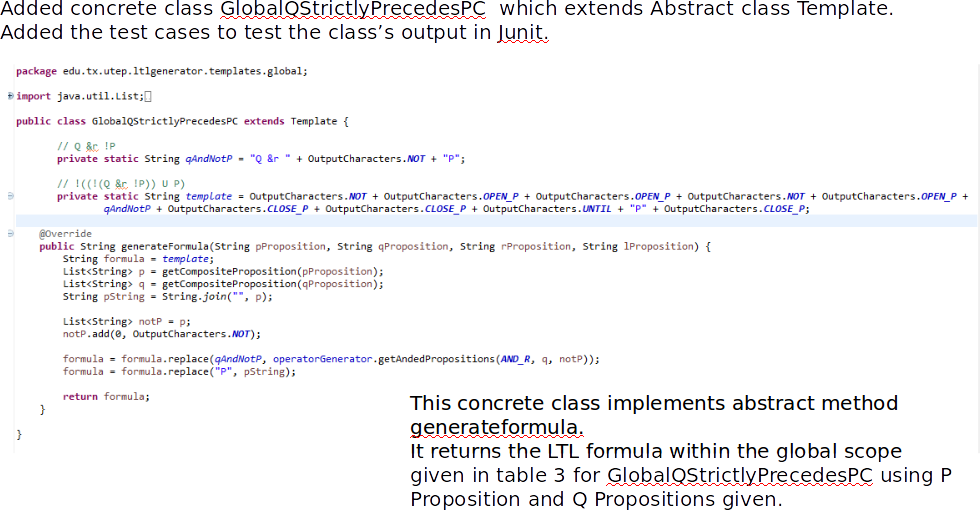 Added concrete class GlobalQStrictlyPrecedesPC which extends Abstract class Template.
Added the test cases to test the class's output in Junit.
package edu.tx.utep.ltlgenerator.templates.global;
import java.util.List;
public class GlobalQStrictlyPrecedesPC extends Template {
// Q &r !P
private static String qAndNotP = "Q &r " + OutputCharacters.NOT + "P";
// !((!(Q &r !P)) U P)
private static String template = OutputCharacters.NOT + OutputCharacters.OPEN_P + OutputCharacters.OPEN_P + OutputCharacters.NOT + OutputCharacters.OPEN_P +
qAndNotP + OutputCharacters.CLOSE_P + OutputCharacters.CLOSE_P + OutputCharacters.UNTIL + "P" + OutputCharacters.CLOSE_P;
@Override
public String generateFormula(String pProposition, String qProposition, String rProposition, String lProposition) {
String formula = template;
List<String> p = getCompositeProposition(pProposition);
List<String> q = getCompositeProposition(qProposition);
String pString = String.join("", p);
List<String> notP = p;
notP.add(0, OutputCharacters.NOT);
formula = formula.replace(qAndNotP, operatorGenerator.getAndedPropositions(AND_R, q, notP));
formula = formula.replace("P", pString);
return formula;
}
}
This concrete class implements abstract method
generateformula.
It returns the LTL formula within the global scope
given in table 3 for GlobalQStrictlyPrecedesPC using P
Proposition and Q Propositions given.